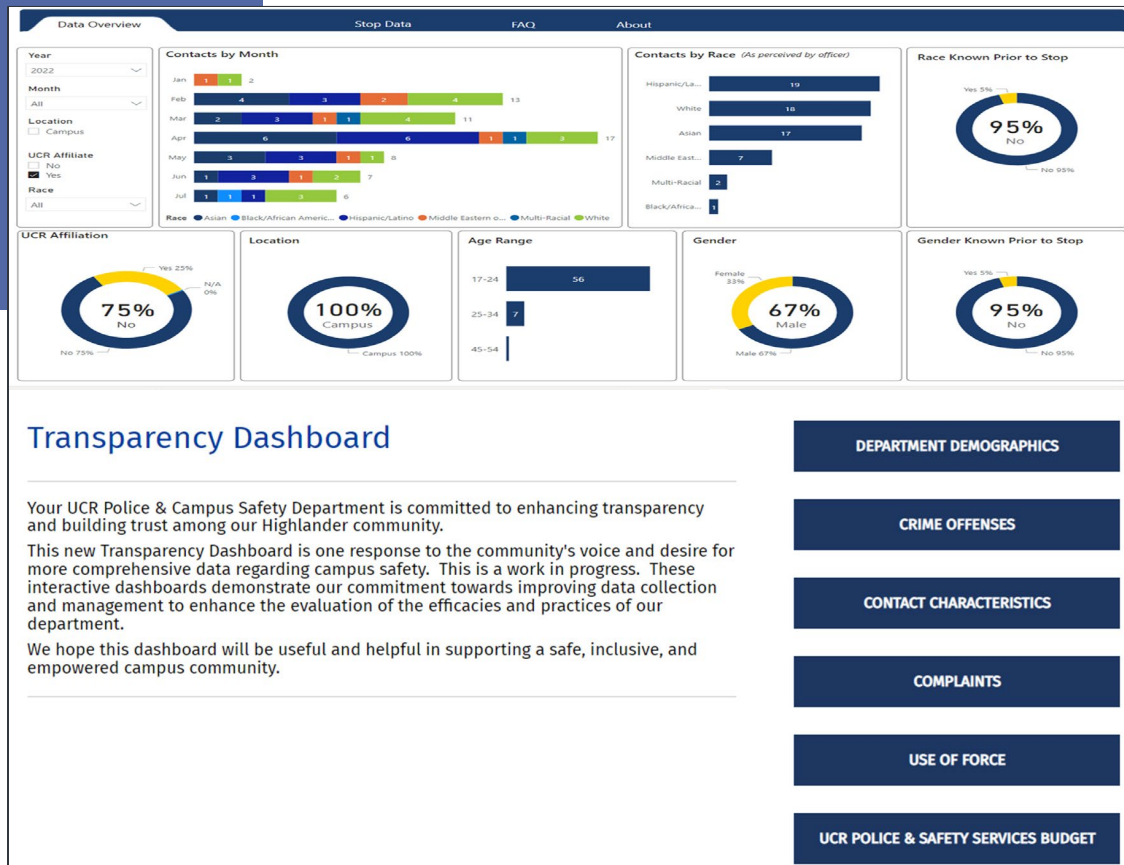 Data Overview Stop Data FAQ About
Year
2022
Month
All
Location
Campus
UCR Affiliate
No
Yes
Race
All
Contacts by Month
Jan 1 1 2
Feb 4 3 2 4 13
Mar 2 3 1 1 4 11
Apr 6 6 1 1 3 17
May 3 3 1 1 8
Jun 1 3 1 2 7
Jul 1 1 1 3 6
Race Asian Black/African Americ... Hispanic/Latino Middle Eastern o... Multi-Racial White
Contacts by Race (As perceived by officer)
Hispanic/La... 19
White 18
Asian 17
Middle East... 7
Multi-Racial 2
Black/Africa... 1
Race Known Prior to Stop
Yes 5%
95%
No
No 95%
UCR Affiliation
Yes 25%
N/A
0%
75%
No
No 75%
Location
100%
Campus
Campus 100%
Age Range
17-24 56
25-34 7
45-54
Gender
Female
33%
67%
Male
Male 67%
Gender Known Prior to Stop
Yes 5%
95%
No
No 95%
Transparency Dashboard
Your UCR Police & Campus Safety Department is committed to enhancing transparency
and building trust among our Highlander community.
This new Transparency Dashboard is one response to the community's voice and desire for
more comprehensive data regarding campus safety. This is a work in progress. These
interactive dashboards demonstrate our commitment towards improving data collection
and management to enhance the evaluation of the efficacies and practices of our
department.
We hope this dashboard will be useful and helpful in supporting a safe, inclusive, and
empowered campus community.
DEPARTMENT DEMOGRAPHICS
CRIME OFFENSES
CONTACT CHARACTERISTICS
COMPLAINTS
USE OF FORCE
UCR POLICE & SAFETY SERVICES BUDGET